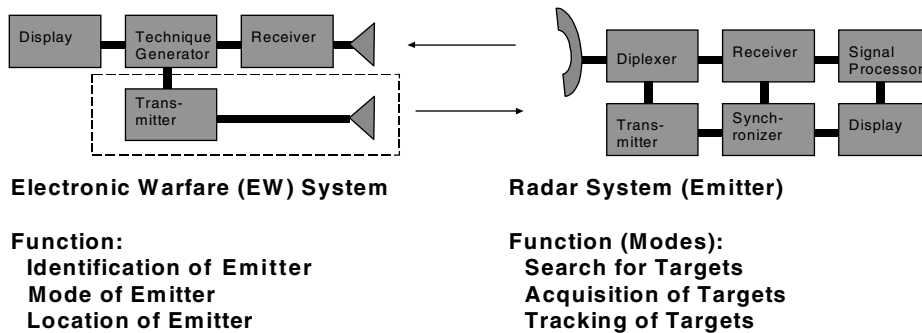 Display
Technique
Generator
Receiver
Trans-
mitter
Diplexer
Receiver
Signal
Processor
Trans-
mitter
Synch-
ronizer
Display
Electronic Warfare (EW) System
Function:
Identification of Emitter
Mode of Emitter
Location of Emitter
Radar System (Emitter)
Function (Modes):
Search for Targets
Acquisition of Targets
Tracking of Targets